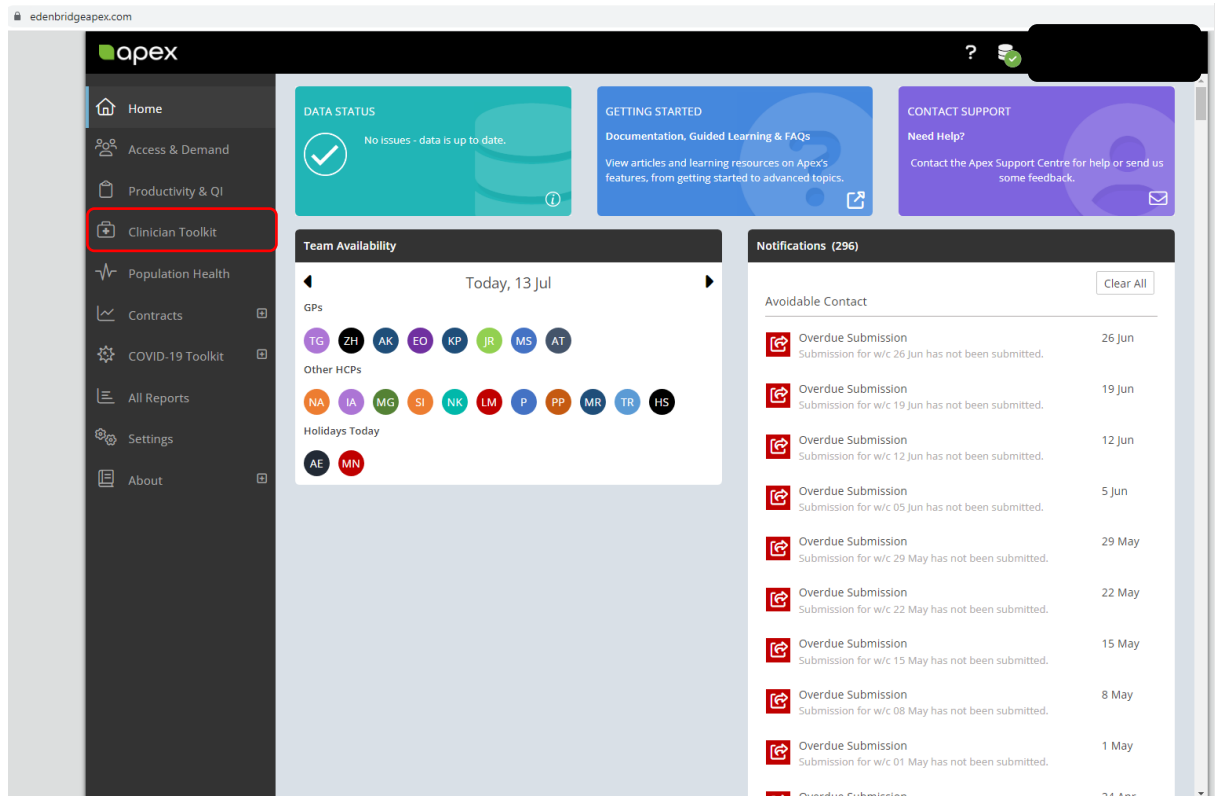 edenbridgeapex.com
apex
?
Home
Access & Demand
Productivity & QI
Clinician Toolkit
Population Health
Contracts
COVID-19 Toolkit
All Reports
Settings
About
DATA STATUS
No issues - data is up to date.
GETTING STARTED
Documentation, Guided Learning & FAQs
View articles and learning resources on Apex's
features, from getting started to advanced topics.
CONTACT SUPPORT
Need Help?
Contact the Apex Support Centre for help or send us
some feedback.
Team Availability
Today, 13 Jul
GPs
TG ZH AK EO KP JR MS AT
Other HCPs
NA IA MG SI NK LM P PP MR TR HS
Holidays Today
AE MN
Notifications (296)
Clear All
Avoidable Contact
Overdue Submission 26 Jun
Submission for w/c 26 Jun has not been submitted.
Overdue Submission 19 Jun
Submission for w/c 19 Jun has not been submitted.
Overdue Submission 12 Jun
Submission for w/c 12 Jun has not been submitted.
Overdue Submission 5 Jun
Submission for w/c 05 Jun has not been submitted.
Overdue Submission 29 May
Submission for w/c 29 May has not been submitted.
Overdue Submission 22 May
Submission for w/c 22 May has not been submitted.
Overdue Submission 15 May
Submission for w/c 15 May has not been submitted.
Overdue Submission 8 May
Submission for w/c 08 May has not been submitted.
Overdue Submission 1 May
Submission for w/c 01 May has not been submitted.
Overdue Submission 24 Apr